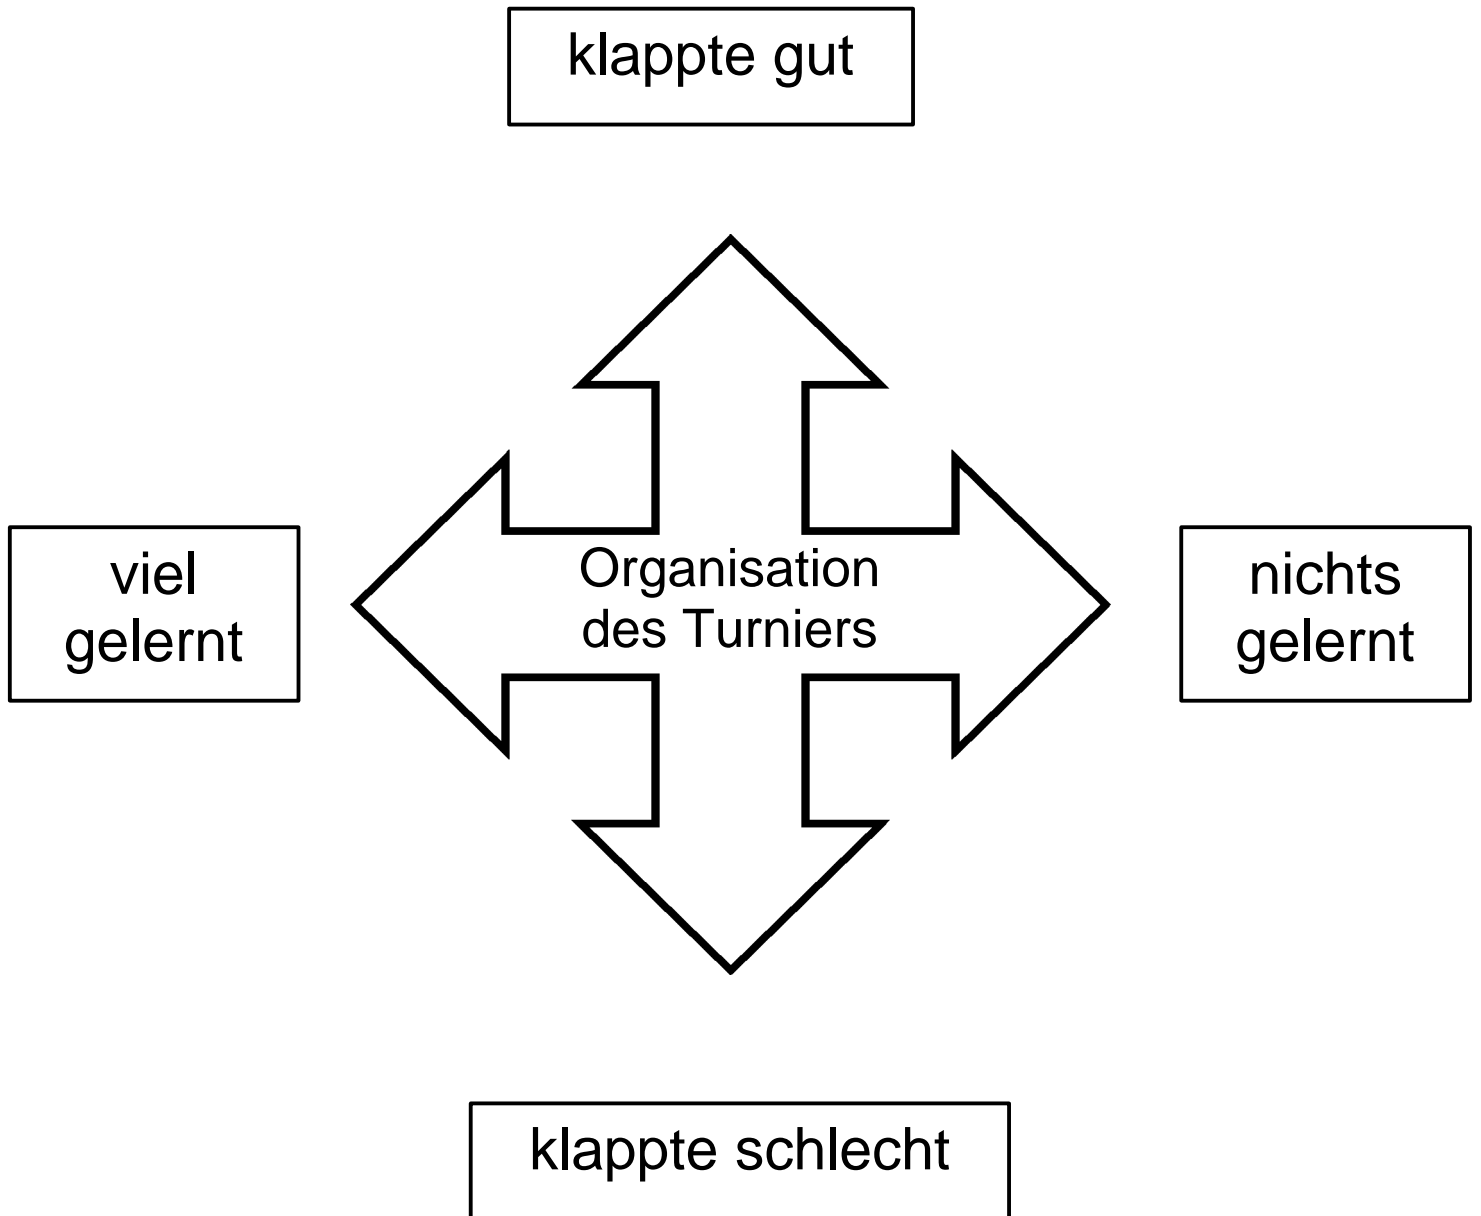 klappte gut
Organisation
des Turniers
viel
gelernt
nichts
gelernt
klappte schlecht